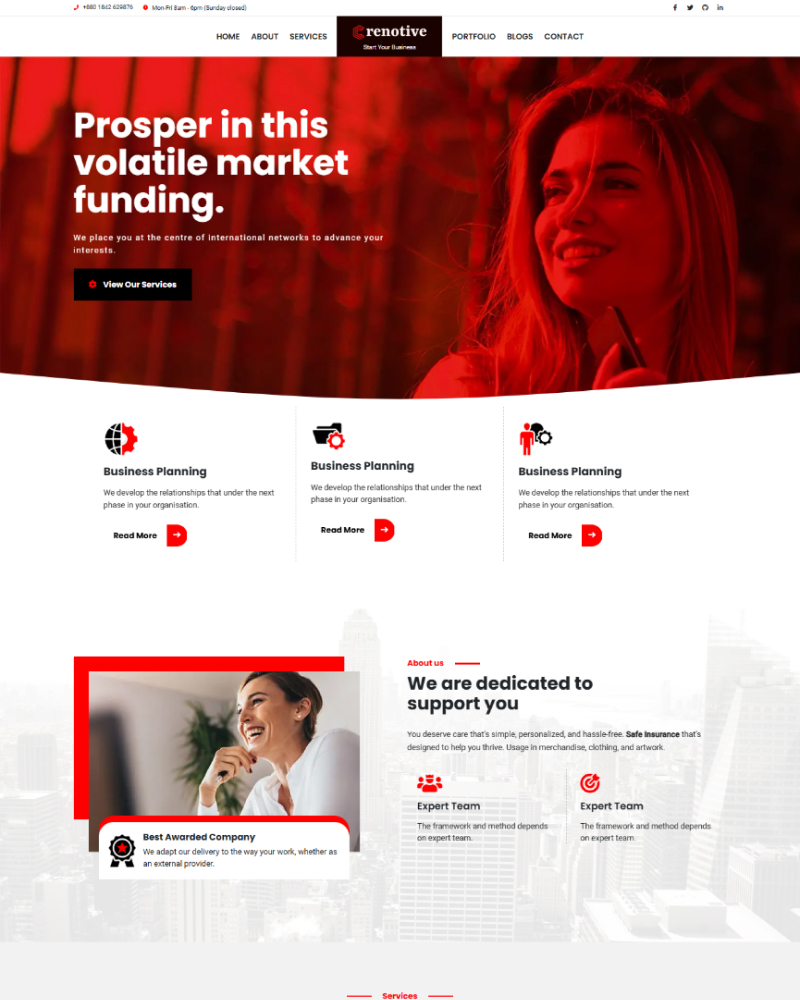 +880 1842 629876 Mon-Fri 8am - 6pm (Sunday closed)
HOME ABOUT SERVICES
Crenotive
Start Your Business
PORTFOLIO BLOGS CONTACT
Prosper in this
volatile market
funding.
We place you at the centre of international networks to advance your
interests.
View Our Services
Business Planning
We develop the relationships that under the next
phase in your organisation.
Read More
Business Planning
We develop the relationships that under the next
phase in your organisation.
Read More
Business Planning
We develop the relationships that under the next
phase in your organisation.
Read More
Best Awarded Company
We adapt our delivery to the way your work, whether as
an external provider.
About us
We are dedicated to
support you
You deserve care that's simple, personalized, and hassle-free. Safe Insurance that's
designed to help you thrive. Usage in merchandise, clothing, and artwork.
Expert Team
The framework and method depends
on expert team.
Expert Team
The framework and method depends
on expert team.
Services